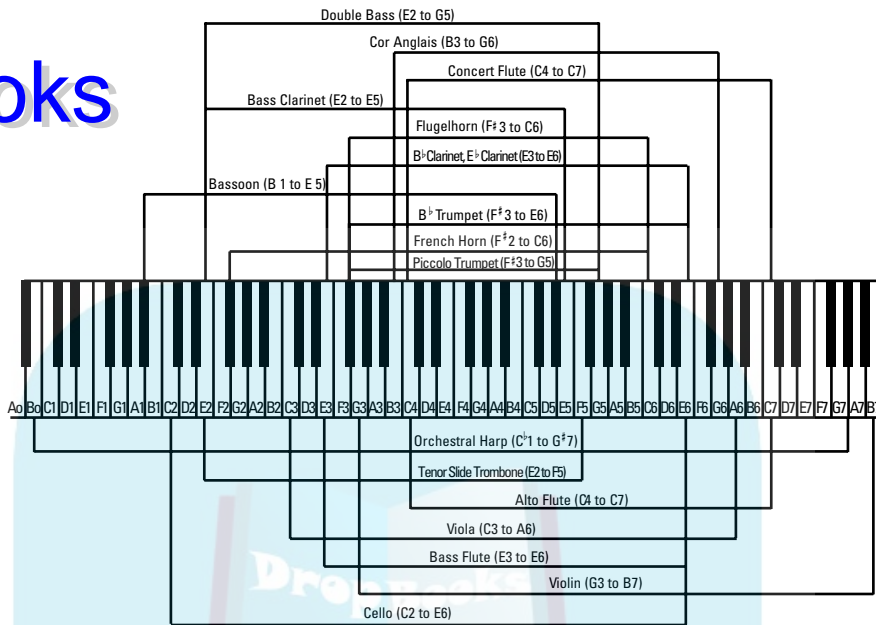 Double Bass (E2 to G5)
Cor Anglais (B3 to G6)
oks
Concert Flute (C4 to C7)
Bass Clarinet (E2 to E5)
Flugelhorn (F♯3 to C6)
B♭Clarinet, E♭Clarinet (E3 to E6)
Bassoon (B 1 to E 5)
B♭ Trumpet (F♯3 to E6)
French Horn (F♯2 to C6)
Piccolo Trumpet (F♯3 to G5)
Ao Bo C1 D1 E1 F1 G1 A1 B1 C2 D2 E2 F2 G2 A2 B2 C3 D3 E3 F3 G3 A3 B3 C4 D4 E4 F4 G4 A4 B4 C5 D5 E5 F5 G5 A5 B5 C6 D6 E6 F6 G6 A6 B6 C7 D7 E7 F7 G7 A7 B7
Orchestral Harp (C♭1 to G♯7)
Tenor Slide Trombone (E2 to F5)
Alto Flute (C4 to C7)
Viola (C3 to A6)
Bass Flute (E3 to E6)
DropBooks
Violin (G3 to B7)
Cello (C2 to E6)